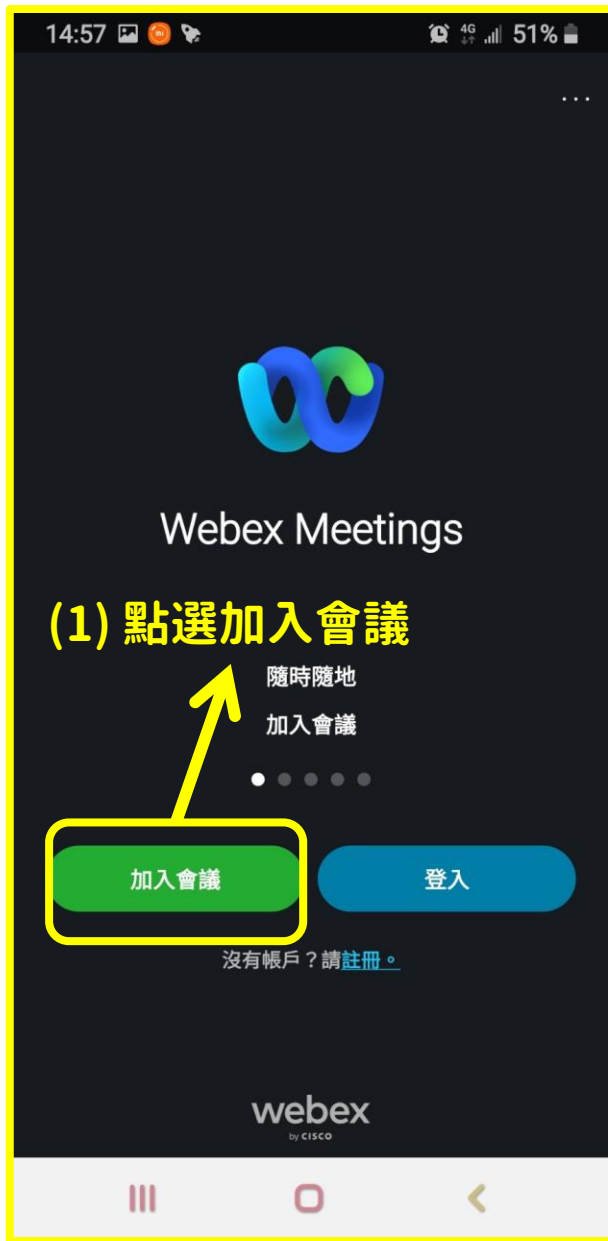 14:57 4G 51%
...
Webex Meetings
(1) 點選加入會議
隨時隨地
加入會議
加入會議 登入
沒有帳戶？請註冊。
webex
by CISCO